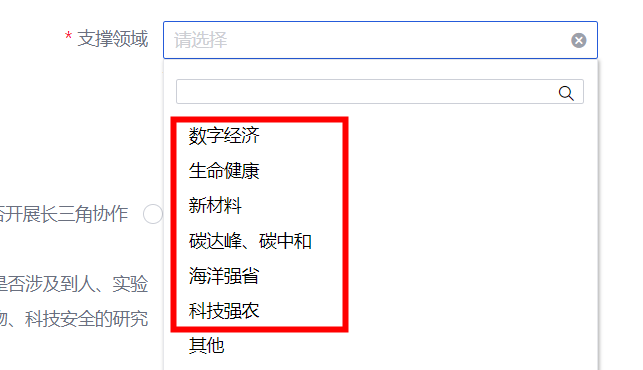 * 支撑领域
请选择
数字经济
生命健康
新材料
否开展长三角协作
碳达峰、碳中和
海洋强省
是否涉及到人、实验
科技强农
物、科技安全的研究
其他